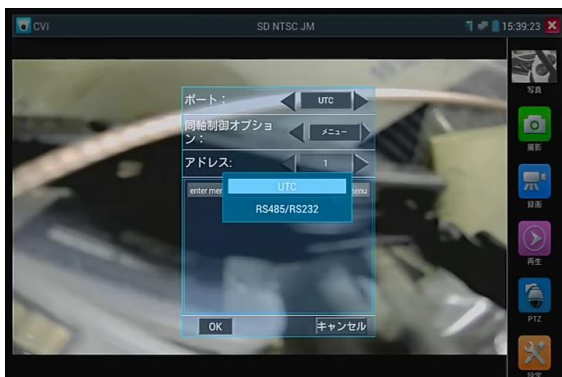 CVI
SD NTSC JM
15:39:23
写真
ポート:
UTC
同軸制御オプショ
ン:
メニュー
撮影
アドレス:
1
enter mer
enu
UTC
RS485/RS232
録画
再生
PTZ
OK
キャンセル
設定